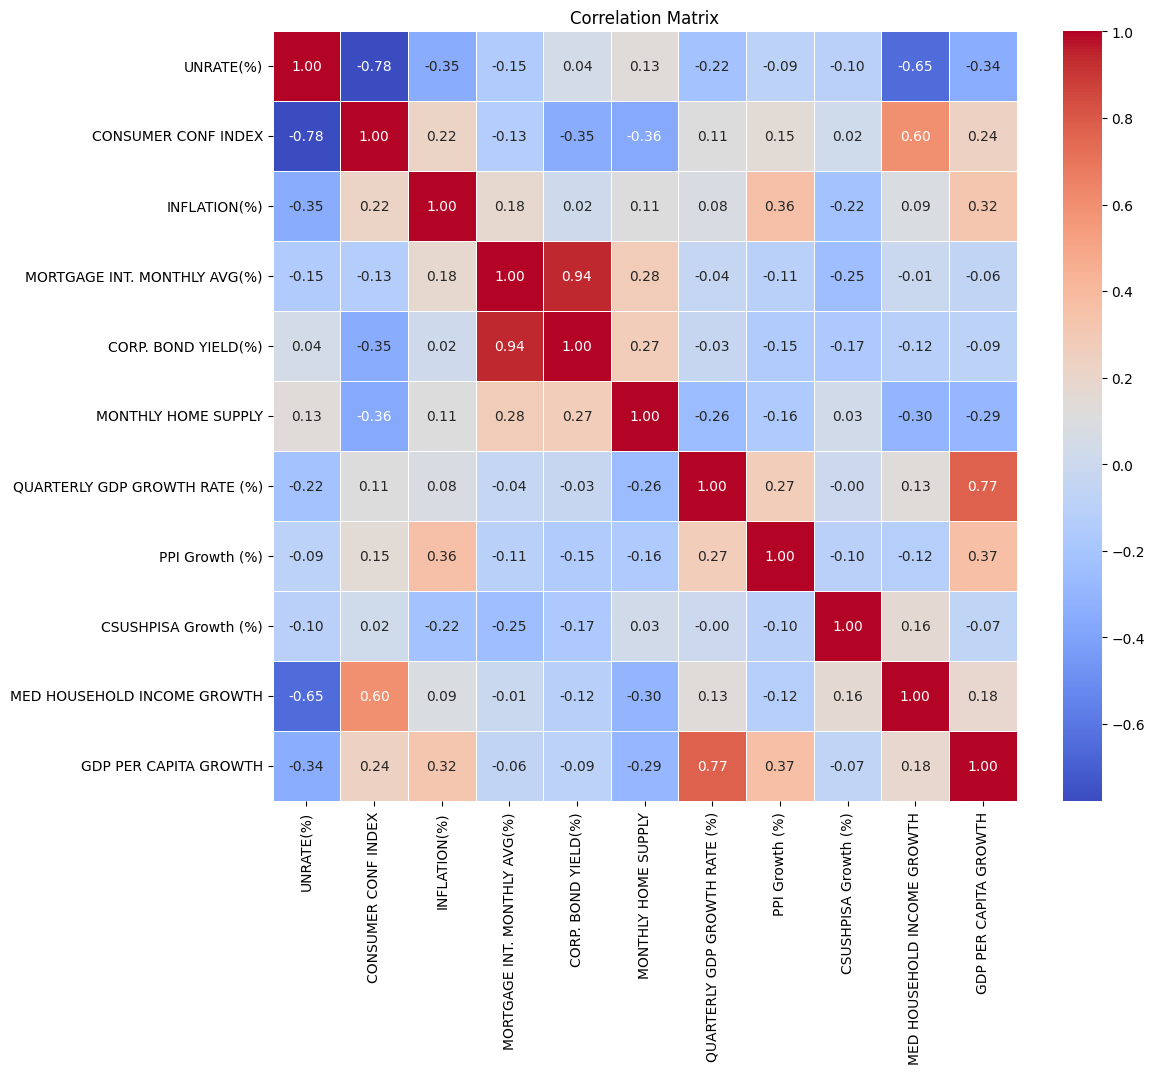 Correlation Matrix
UNRATE(%) 1.00 -0.78 -0.35 -0.15 0.04 0.13 -0.22 -0.09 -0.10 -0.65 -0.34
CONSUMER CONF INDEX -0.78 1.00 0.22 -0.13 -0.35 -0.36 0.11 0.15 0.02 0.60 0.24
INFLATION(%) -0.35 0.22 1.00 0.18 0.02 0.11 0.08 0.36 -0.22 0.09 0.32
MORTGAGE INT. MONTHLY AVG(%) -0.15 -0.13 0.18 1.00 0.94 0.28 -0.04 -0.11 -0.25 -0.01 -0.06
CORP. BOND YIELD(%) 0.04 -0.35 0.02 0.94 1.00 0.27 -0.03 -0.15 -0.17 -0.12 -0.09
MONTHLY HOME SUPPLY 0.13 -0.36 0.11 0.28 0.27 1.00 -0.26 -0.16 0.03 -0.30 -0.29
QUARTERLY GDP GROWTH RATE (%) -0.22 0.11 0.08 -0.04 -0.03 -0.26 1.00 0.27 -0.00 0.13 0.77
PPI Growth (%) -0.09 0.15 0.36 -0.11 -0.15 -0.16 0.27 1.00 -0.10 -0.12 0.37
CSUSHPISA Growth (%) -0.10 0.02 -0.22 -0.25 -0.17 0.03 -0.00 -0.10 1.00 0.16 -0.07
MED HOUSEHOLD INCOME GROWTH -0.65 0.60 0.09 -0.01 -0.12 -0.30 0.13 -0.12 0.16 1.00 0.18
GDP PER CAPITA GROWTH -0.34 0.24 0.32 -0.06 -0.09 -0.29 0.77 0.37 -0.07 0.18 1.00
UNRATE(%)
CONSUMER CONF INDEX
INFLATION(%)
MORTGAGE INT. MONTHLY AVG(%)
CORP. BOND YIELD(%)
MONTHLY HOME SUPPLY
QUARTERLY GDP GROWTH RATE (%)
PPI Growth (%)
CSUSHPISA Growth (%)
MED HOUSEHOLD INCOME GROWTH
GDP PER CAPITA GROWTH
1.0
0.8
0.6
0.4
0.2
0.0
-0.2
-0.4
-0.6